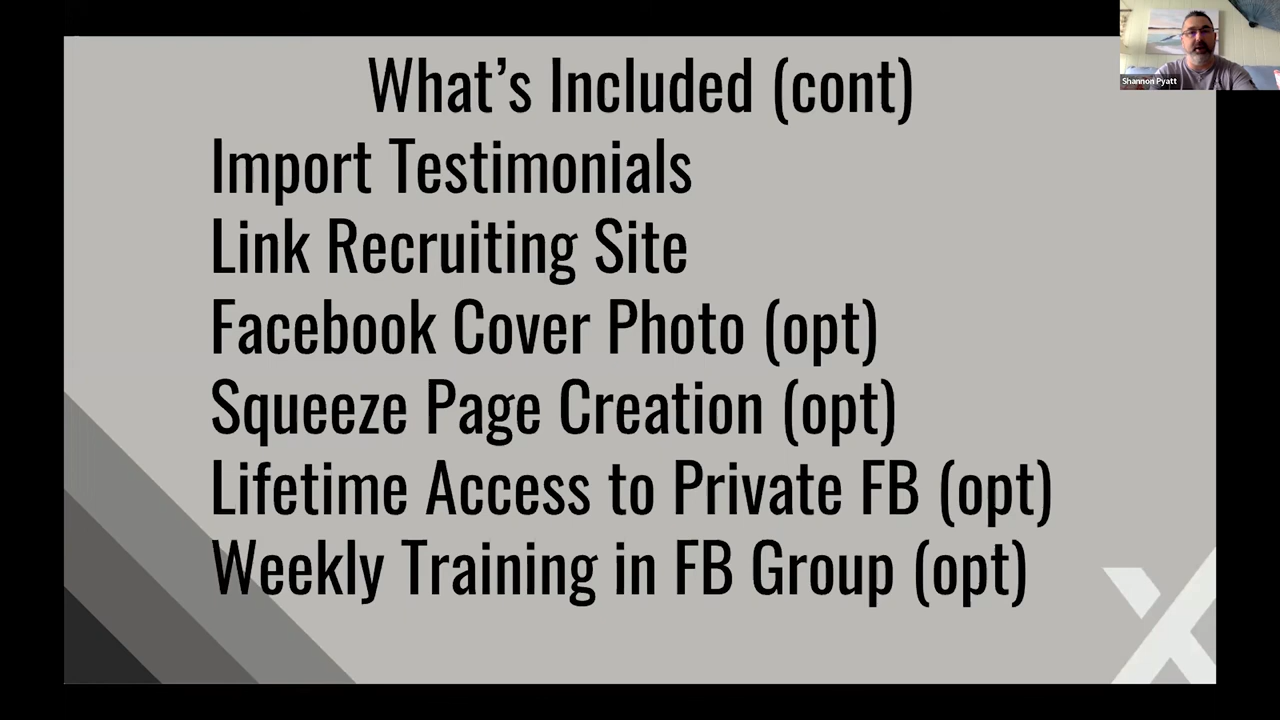 What’s Included (cont)
Import Testimonials
Link Recruiting Site
Facebook Cover Photo (opt)
Squeeze Page Creation (opt)
Lifetime Access to Private FB (opt)
Weekly Training in FB Group (opt)
Shannon Pyatt